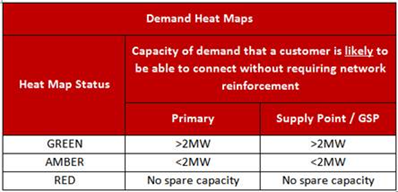 Demand Heat Maps
Heat Map Status
Capacity of demand that a customer is likely to
be able to connect without requiring network
reinforcement
Primary
Supply Point / GSP
GREEN
>2MW
>2MW
AMBER
<2MW
<2MW
RED
No spare capacity
No spare capacity